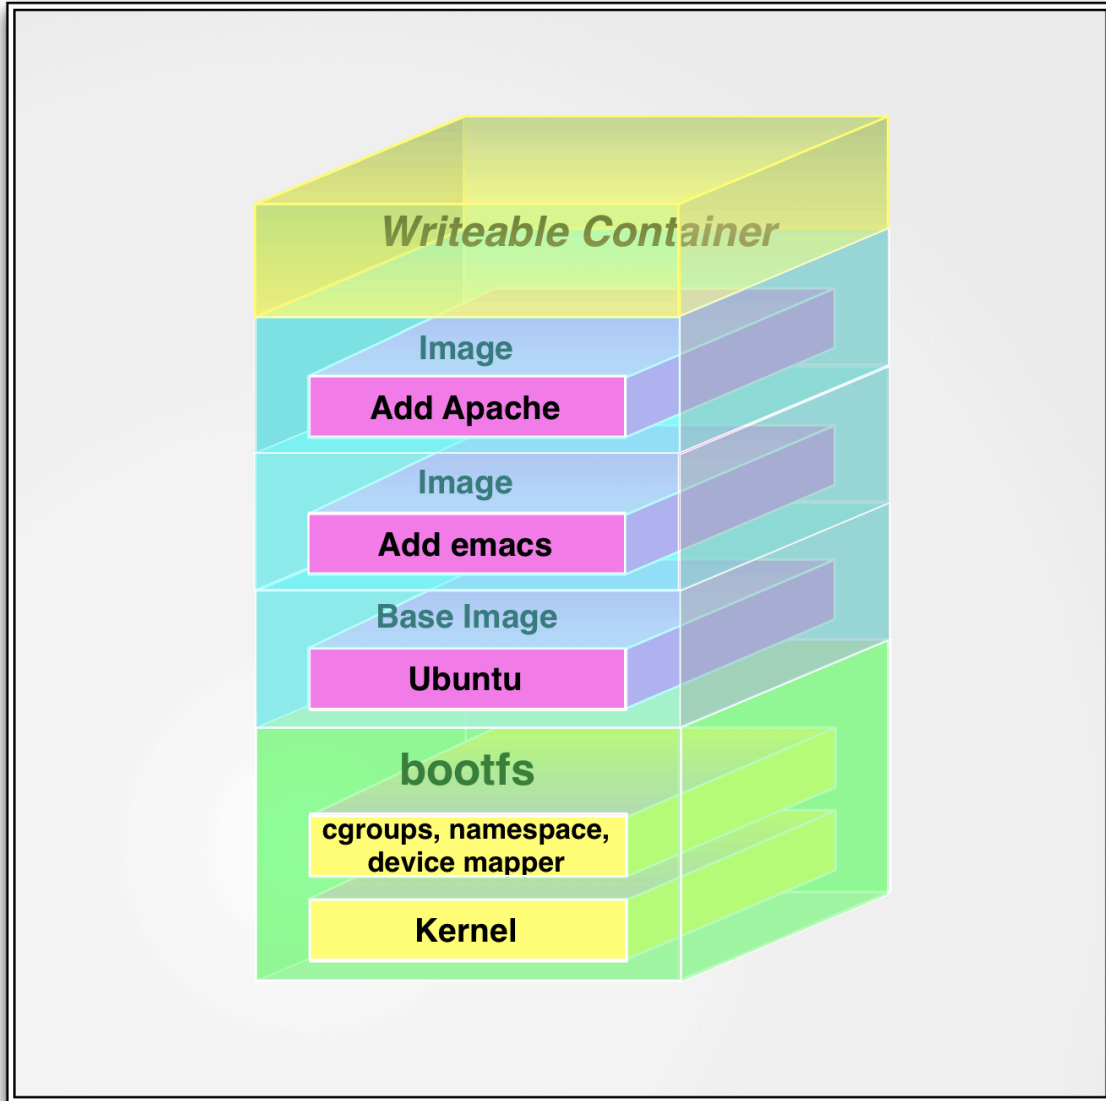 Writeable Container
Image
Add Apache
Image
Add emacs
Base Image
Ubuntu
bootfs
cgroups, namespace,
device mapper
Kernel